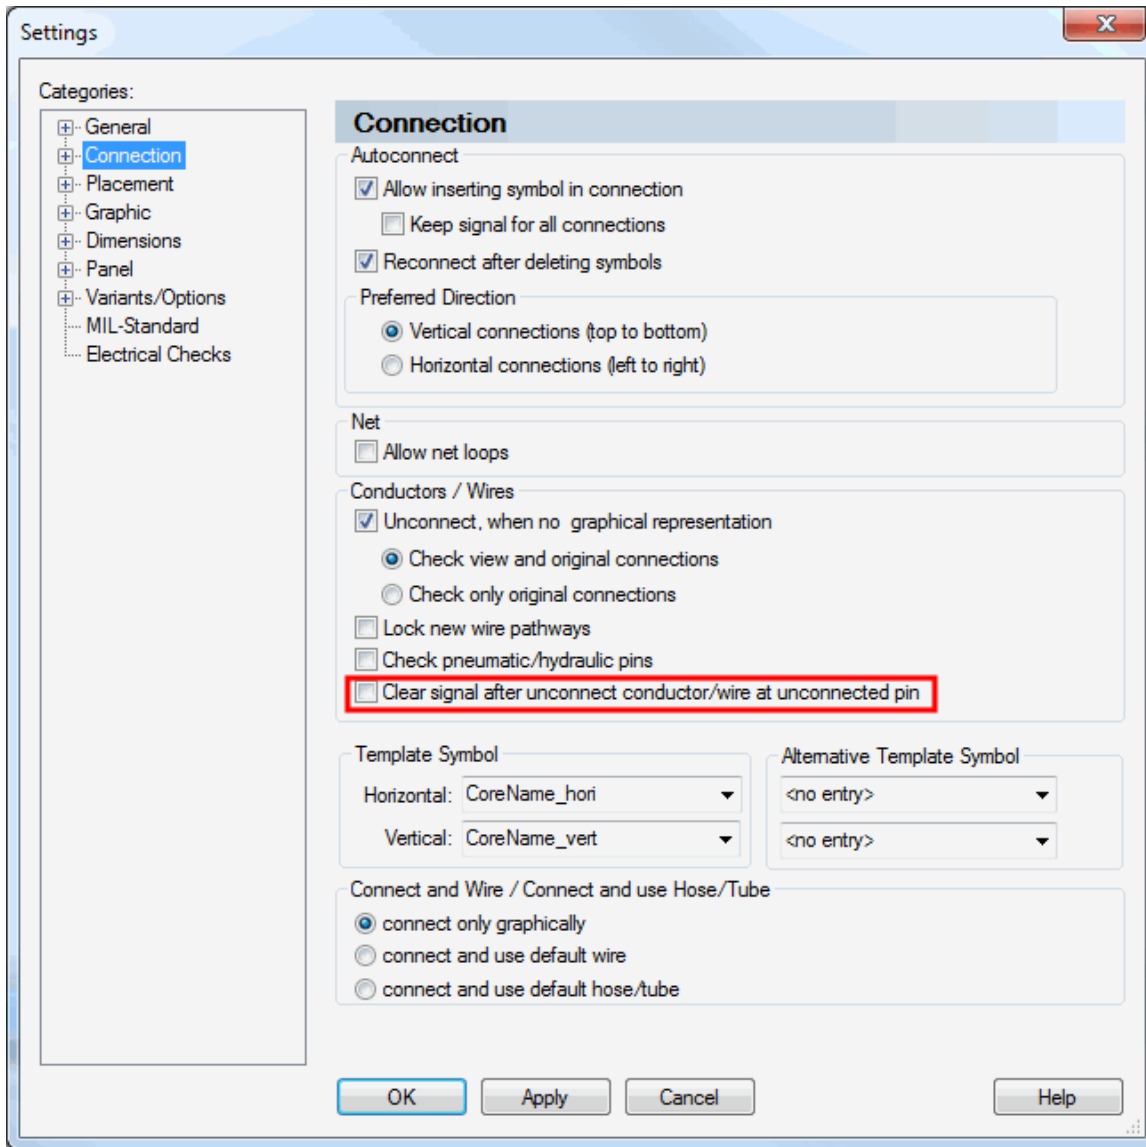 Settings
Categories:
General
Connection
Placement
Graphic
Dimensions
Panel
Variants/Options
MIL-Standard
Electrical Checks
Connection
Autoconnect
Allow inserting symbol in connection
Keep signal for all connections
Reconnect after deleting symbols
Preferred Direction
Vertical connections (top to bottom)
Horizontal connections (left to right)
Net
Allow net loops
Conductors / Wires
Unconnect, when no graphical representation
Check view and original connections
Check only original connections
Lock new wire pathways
Check pneumatic/hydraulic pins
Clear signal after unconnect conductor/wire at unconnected pin
Template Symbol
Horizontal: CoreName_hori
Vertical: CoreName_vert
Alternative Template Symbol
<no entry>
<no entry>
Connect and Wire / Connect and use Hose/Tube
connect only graphically
connect and use default wire
connect and use default hose/tube
OK Apply Cancel Help